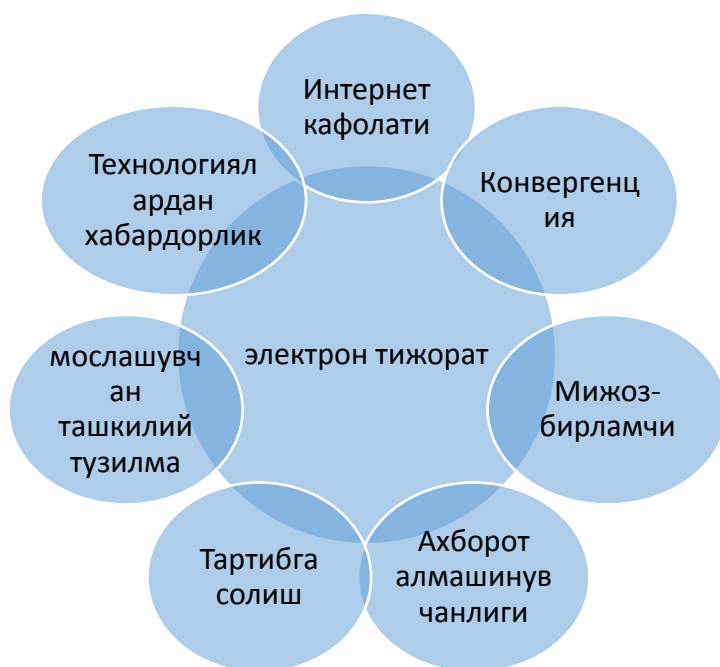 Интернет
кафолати
Конвергенц
ия
Мижоз-
бирламчи
Ахборот
алмашинув
чанлиги
Тартибга
солиш
мослашувч
ан
ташкилий
тузилма
Технологиял
ардан
хабардорлик
электрон тижорат